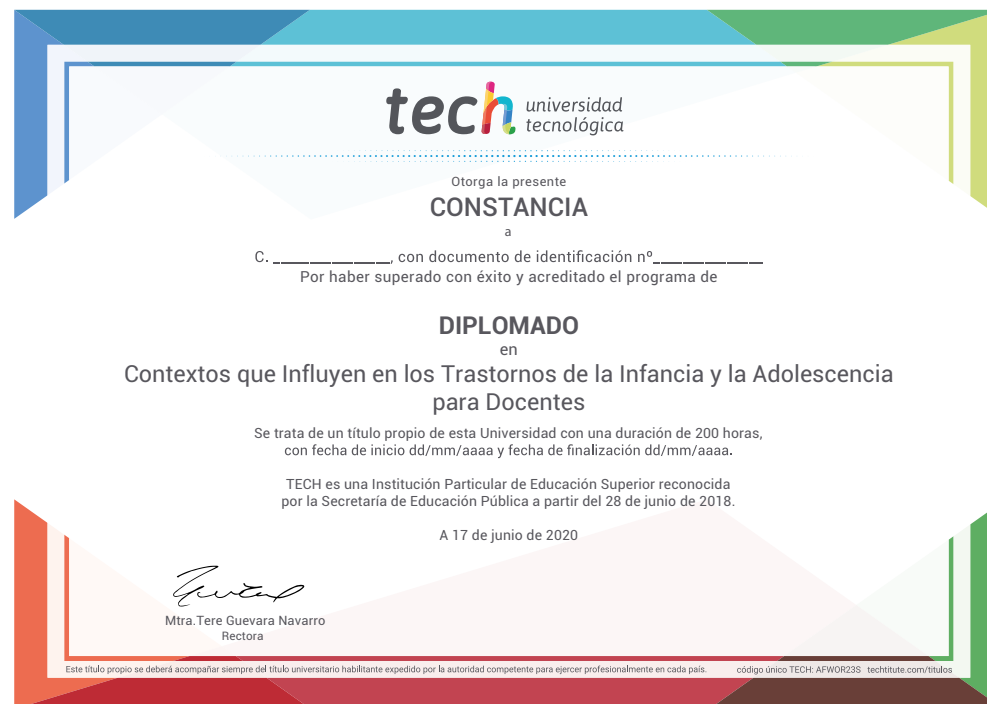 tech universidad
tecnológica
Otorga la presente
CONSTANCIA
a
C. ______________, con documento de identificación nº_____________
Por haber superado con éxito y acreditado el programa de
DIPLOMADO
en
Contextos que Influyen en los Trastornos de la Infancia y la Adolescencia
para Docentes
Se trata de un título propio de esta Universidad con una duración de 200 horas,
con fecha de inicio dd/mm/aaaa y fecha de finalización dd/mm/aaaa.
TECH es una Institución Particular de Educación Superior reconocida
por la Secretaría de Educación Pública a partir del 28 de junio de 2018.
A 17 de junio de 2020
Mtra.Tere Guevara Navarro
Rectora
Este título propio se deberá acompañar siempre del título universitario habilitante expedido por la autoridad competente para ejercer profesionalmente en cada país. código único TECH: AFWOR23S techtitute.com/titulos